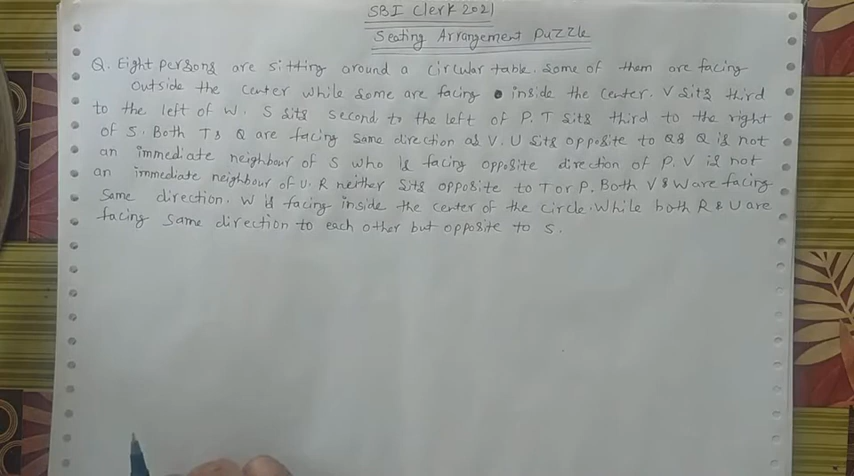 SBI Clerk 2021
Seating Arrangement Puzzle
Q. Eight persons are sitting around a circular table. Some of them are facing
outside the center while some are facing inside the center. V sits third
to the left of W. S sits second to the left of P. T sits third to the right
of S. Both T & Q are facing same direction as V. U sits opposite to Q & Q is not
an immediate neighbour of S who is facing opposite direction of P. V is not
an immediate neighbour of U. R neither sits opposite to T or P. Both V & W are facing
same direction. W is facing inside the center of the circle. While both R & U are
facing same direction to each other but opposite to S.